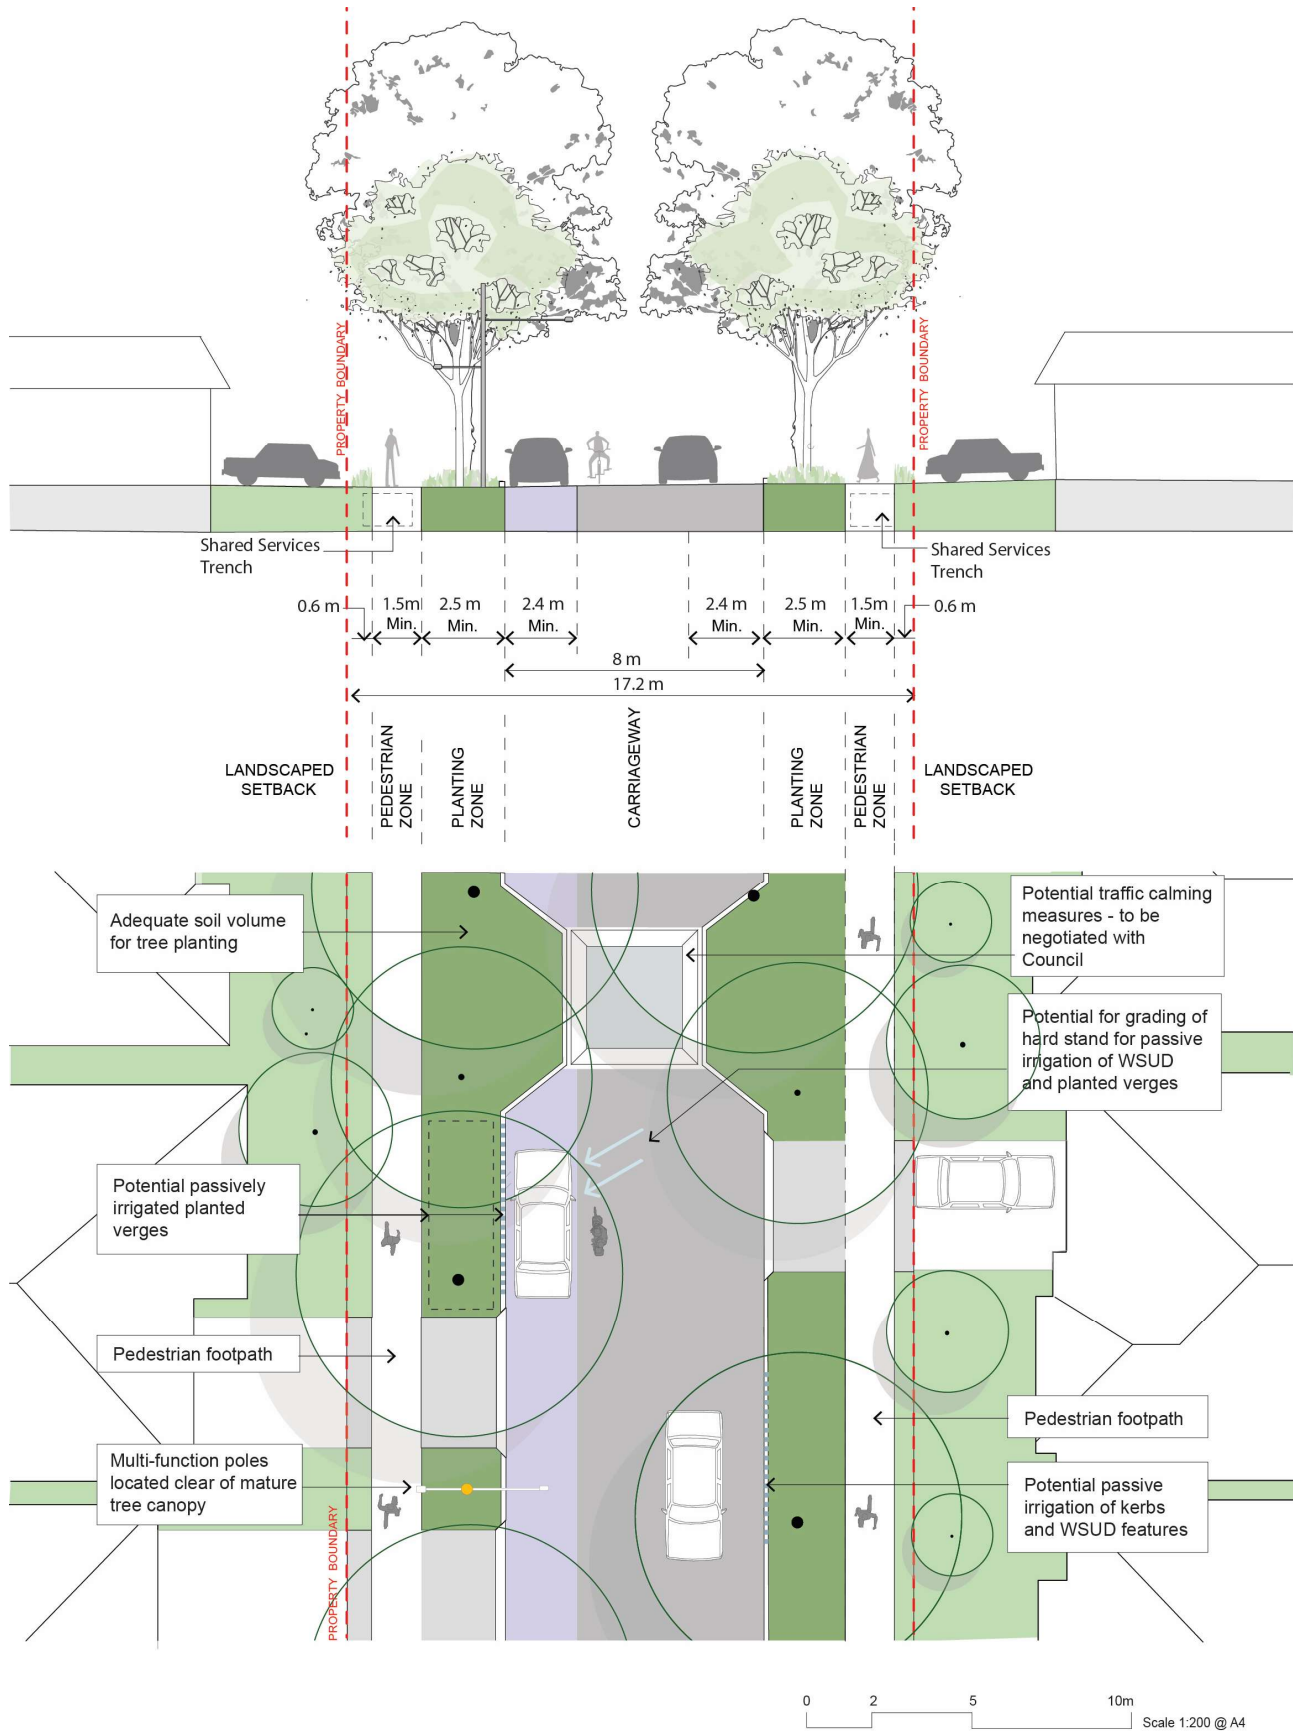 PROPERTY BOUNDARY
PROPERTY BOUNDARY
Shared Services
Trench
Shared Services
Trench
0.6 m
1.5m
Min.
2.5 m
Min.
2.4 m
Min.
2.4 m
Min.
2.5 m
Min.
1.5m
Min.
0.6 m
8 m
17.2 m
LANDSCAPED
SETBACK
PEDESTRIAN
ZONE
PLANTING
ZONE
CARRIAGEWAY
PLANTING
ZONE
PEDESTRIAN
ZONE
LANDSCAPED
SETBACK
Adequate soil volume
for tree planting
Potential traffic calming
measures - to be
negotiated with
Council
Potential for grading of
hard stand for passive
irrigation of WSUD
and planted verges
Potential passively
irrigated planted
verges
Pedestrian footpath
Pedestrian footpath
Multi-function poles
located clear of mature
tree canopy
Potential passive
irrigation of kerbs
and WSUD features
PROPERTY BOUNDARY
0 2 5 10m
Scale 1:200 @ A4